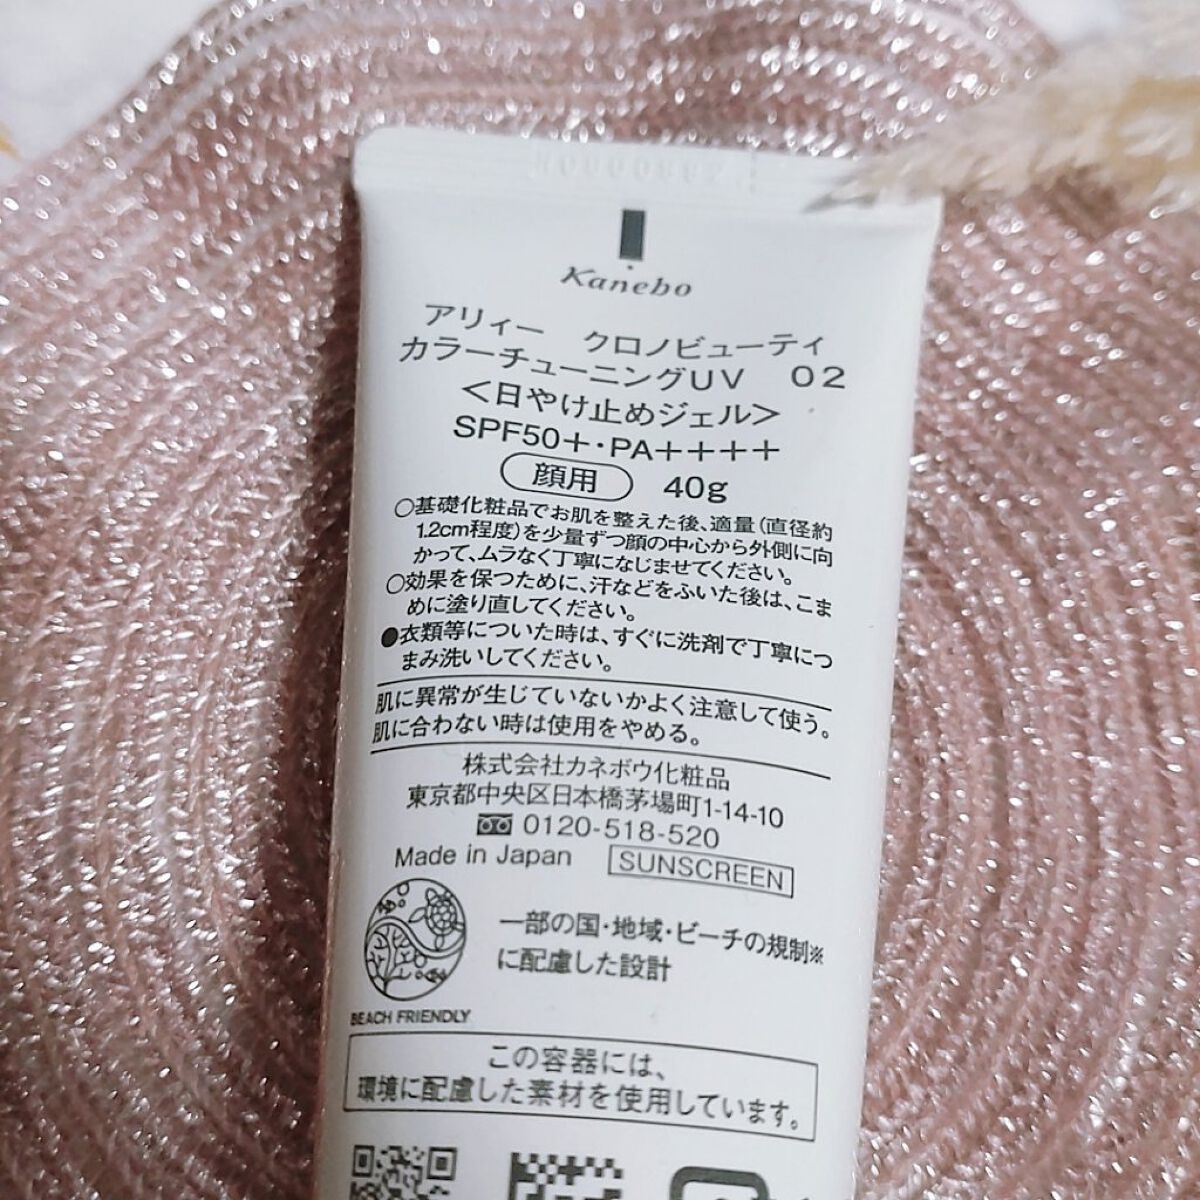 Kanebo
アリィー クロノビューティ
カラーチューニングUV 02
＜日やけ止めジェル＞
SPF50+・PA++++
顔用 40g
○基礎化粧品でお肌を整えた後、適量(直径約
1.2cm程度)を少量ずつ顔の中心から外側に向
かって、ムラなく丁寧になじませてください。
○効果を保つために、汗などをふいた後は、こま
めに塗り直してください。
●衣類等についた時は、すぐに洗剤で丁寧につ
まみ洗いしてください。
肌に異常が生じていないかよく注意して使う。
肌に合わない時は使用をやめる。
株式会社カネボウ化粧品
東京都中央区日本橋茅場町1-14-10
0120-518-520
Made in Japan SUNSCREEN
一部の国・地域・ビーチの規制※
に配慮した設計
BEACH FRIENDLY
この容器には、
環境に配慮した素材を使用しています。